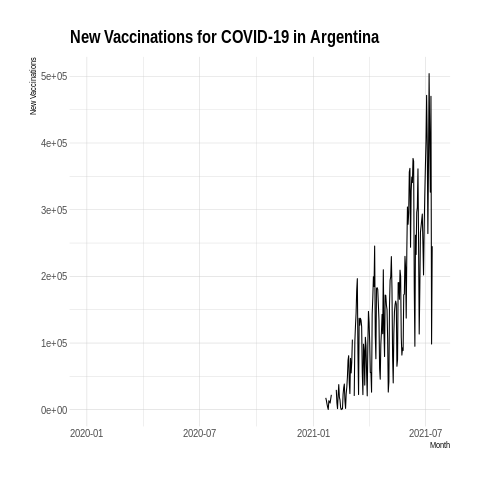 New Vaccinations for COVID-19 in Argentina
New Vaccinations
5e+05
4e+05
3e+05
2e+05
1e+05
0e+00
2020-01
2020-07
2021-01
2021-07
Month